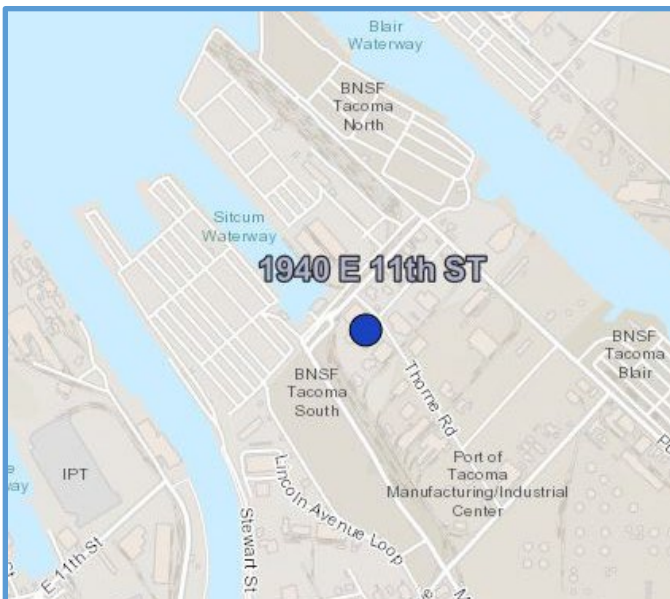 Blair
Waterway
BNSF
Tacoma
North
Sitcum
Waterway
1940 E 11th ST
BNSF
Tacoma
Blair
BNSF
Tacoma
South
Thorne Rd
Port of
Tacoma
Manufacturing/Industrial
Center
IPT
Lincoln Avenue Loop
Stewart St
E 11th St